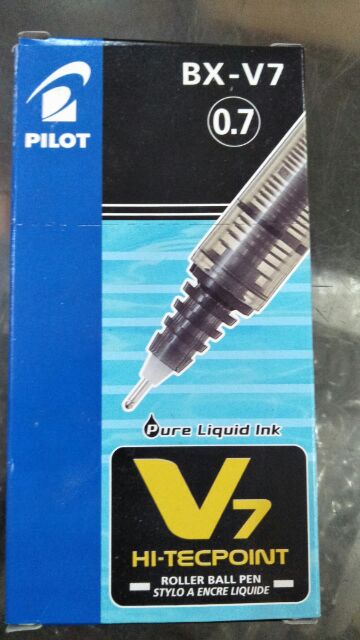 PILOT
BX-V7
0.7
Pure Liquid Ink
V7
HI-TECPOINT
ROLLER BALL PEN
STYLO A ENCRE LIQUIDE